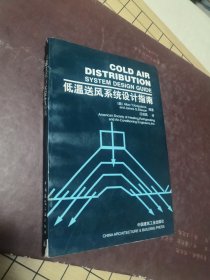 COLD AIR
DISTRIBUTION
SYSTEM DESIGN GUIDE
低温送风系统设计指南
American Society of Heating, Refrigerating
and Air-Conditioning Engineers, Inc.
中国建筑工业出版社
CHINA ARCHITECTURE & BUILDING PRESS